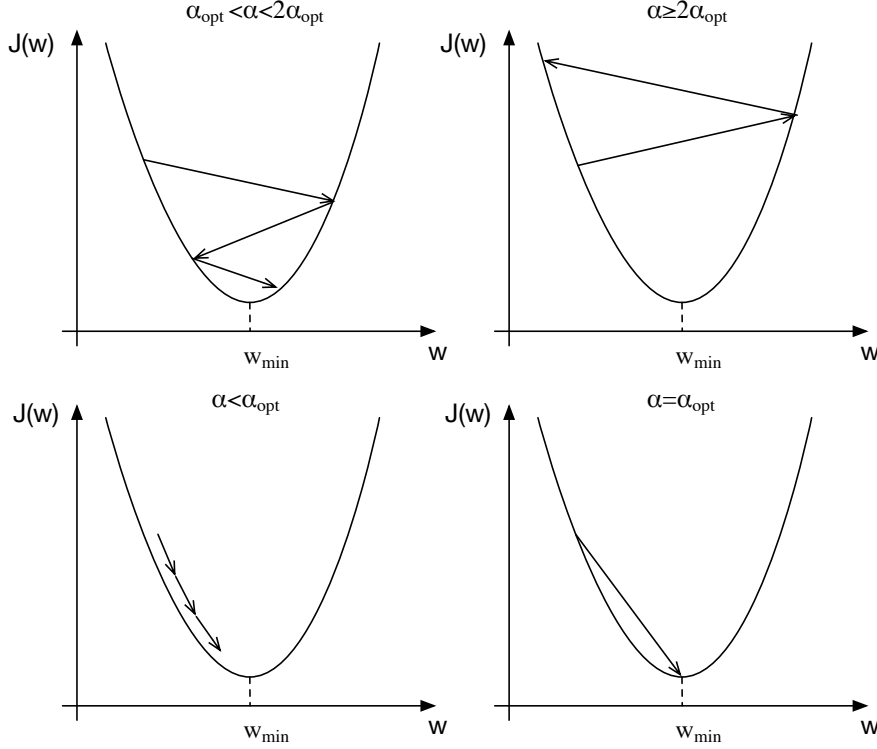 α_opt <α<2α_opt
J(w)
w_min
w
α≥2α_opt
J(w)
w_min
w
α<α_opt
J(w)
w_min
w
α=α_opt
J(w)
w_min
w